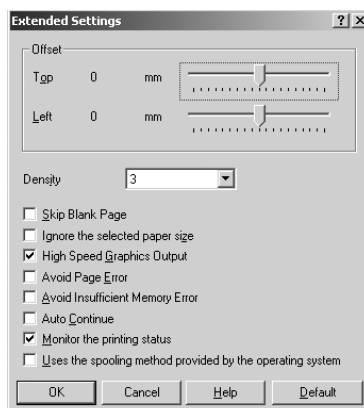 Extended Settings
Offset
Top 0 mm
Left 0 mm
Density 3
Skip Blank Page
Ignore the selected paper size
High Speed Graphics Output
Avoid Page Error
Avoid Insufficient Memory Error
Auto Continue
Monitor the printing status
Uses the spooling method provided by the operating system
OK Cancel Help Default